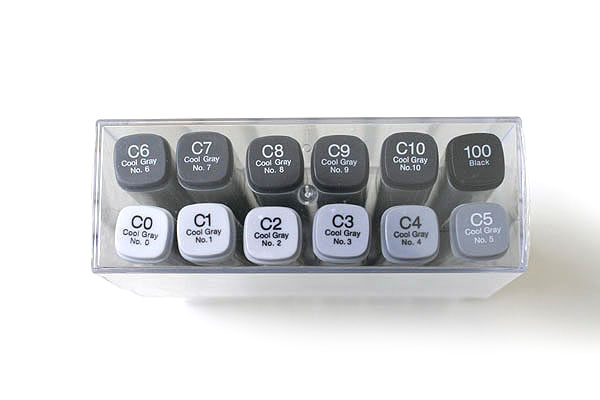 C6
Cool Gray
No. 6
C7
Cool Gray
No. 7
C8
Cool Gray
No. 8
C9
Cool Gray
No. 9
C10
Cool Gray
No.10
100
Black
C0
Cool Gray
No. 0
C1
Cool Gray
No. 1
C2
Cool Gray
No. 2
C3
Cool Gray
No. 3
C4
Cool Gray
No. 4
C5
Cool Gray
No. 5